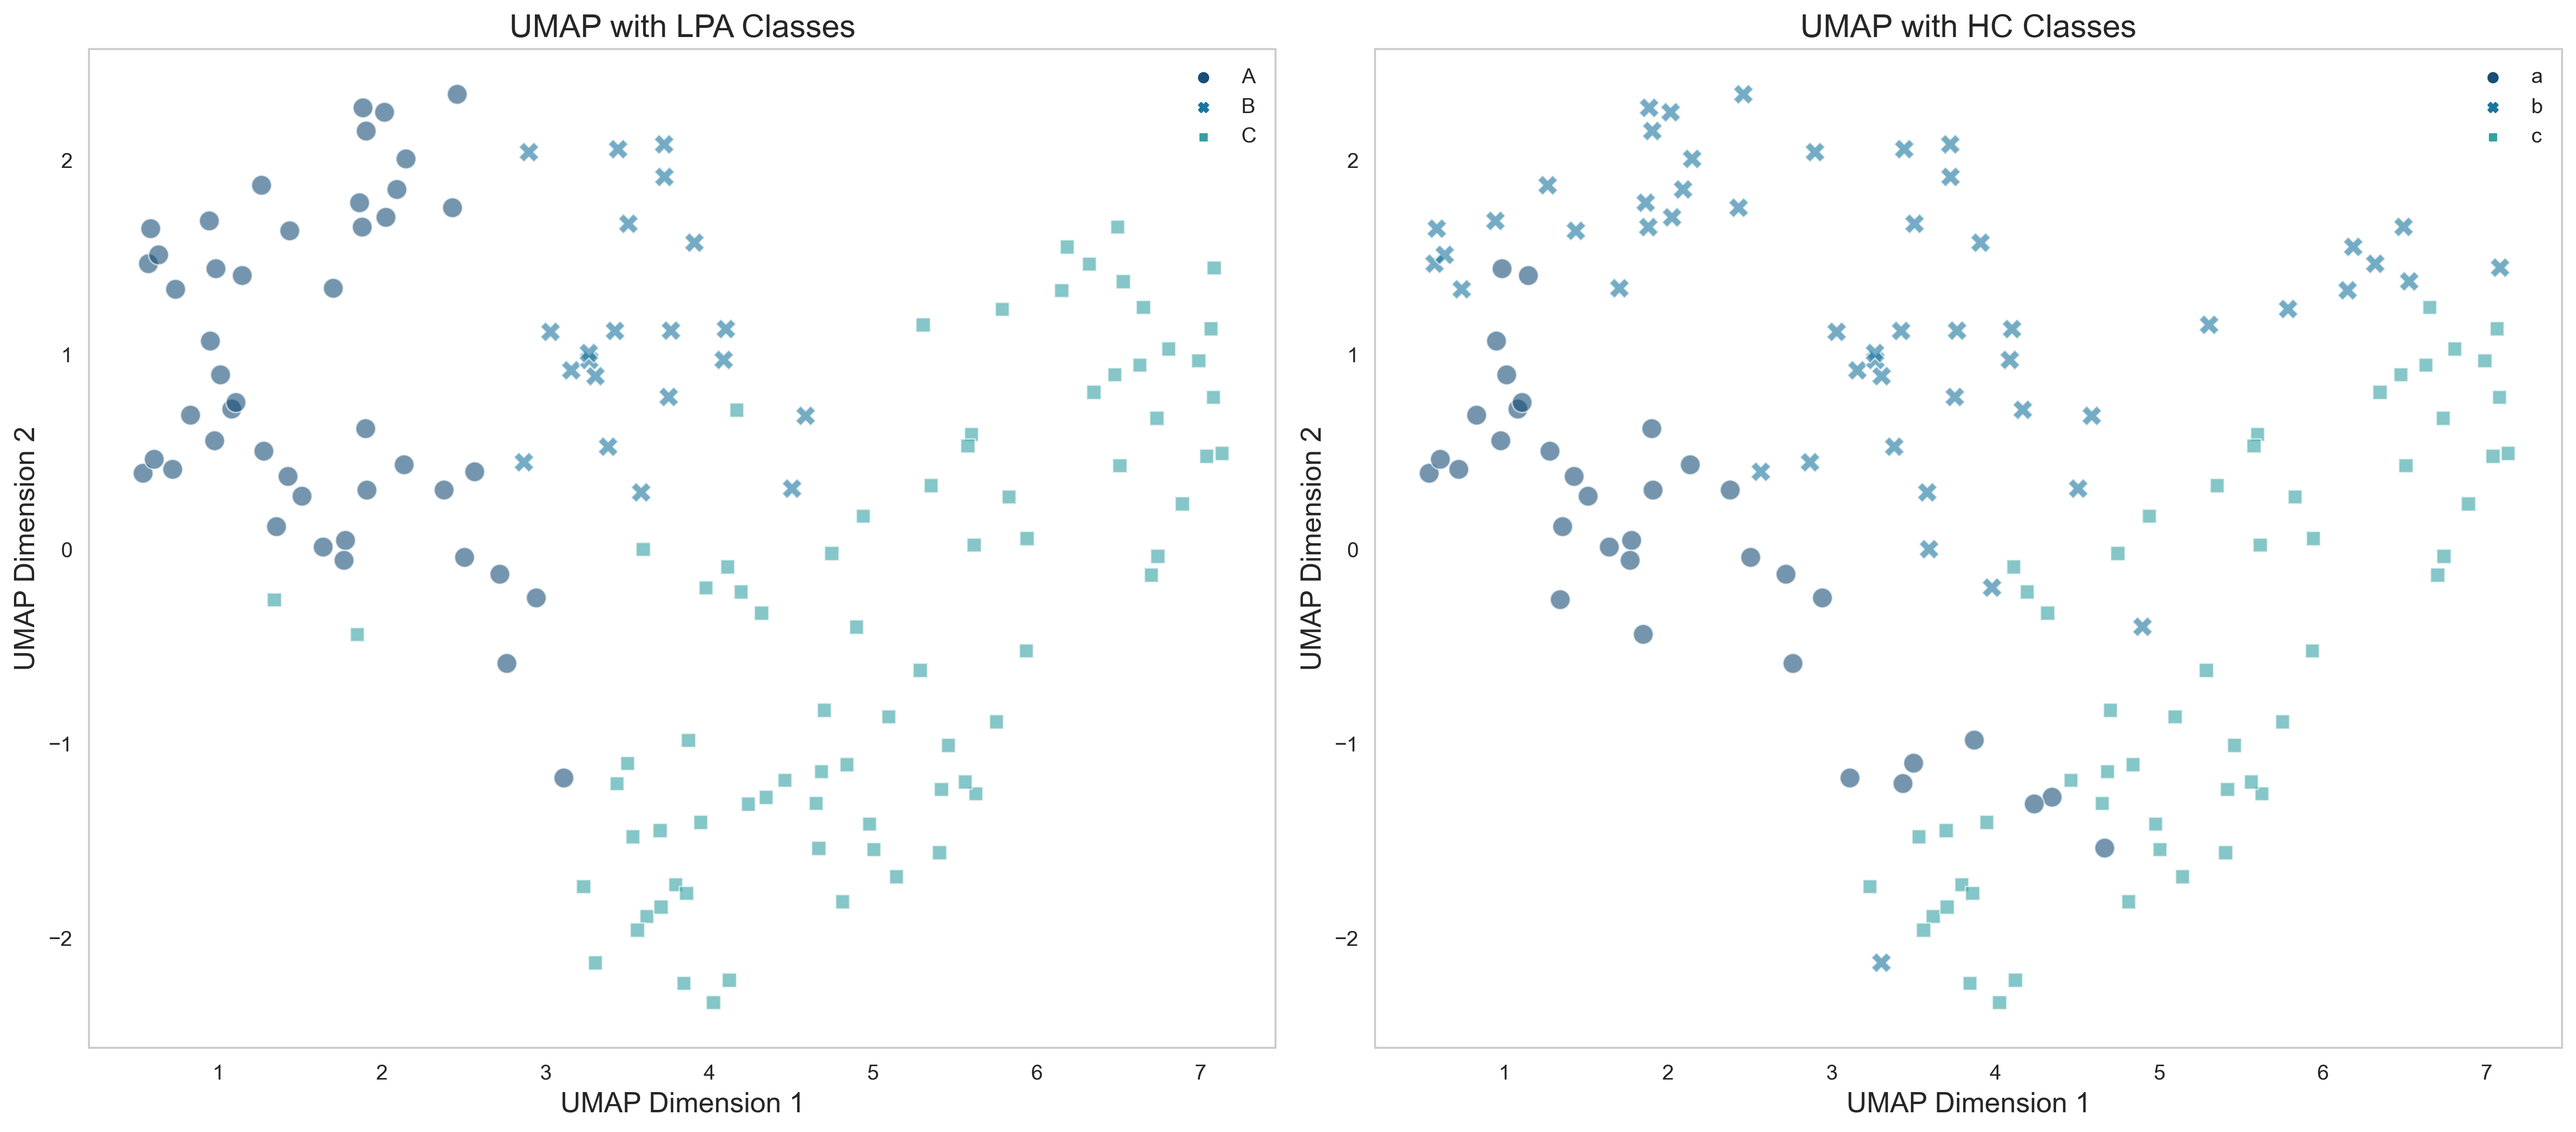 UMAP with LPA Classes
A
B
C
UMAP Dimension 2
2
1
0
−1
−2
1 2 3 4 5 6 7
UMAP Dimension 1
UMAP with HC Classes
a
b
c
UMAP Dimension 2
2
1
0
−1
−2
1 2 3 4 5 6 7
UMAP Dimension 1